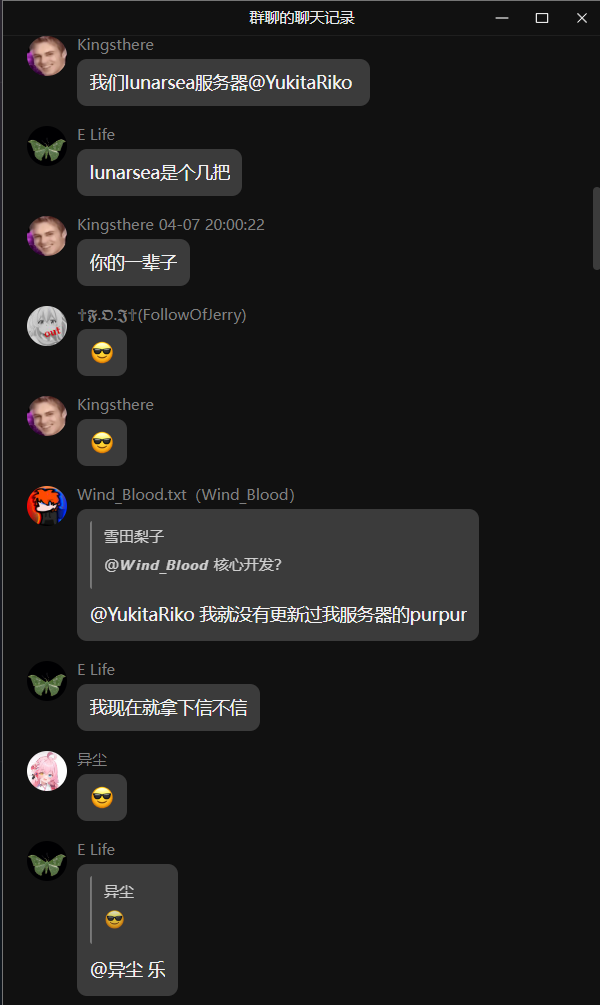 群聊的聊天记录
Kingsthere
我们lunarsea服务器@YukitaRiko
E Life
lunarsea是个几把
Kingsthere 04-07 20:00:22
你的一辈子
✝𝕱.𝕺.𝕴✝(FollowOfJerry)
out
😎
Kingsthere
😎
Wind_Blood.txt（Wind_Blood）
雪田梨子
@𝙒𝙞𝙣𝙙_𝘽𝙡𝙤𝙤𝙙 核心开发？
@YukitaRiko 我就没有更新过我服务器的purpur
E Life
我现在就拿下信不信
异尘
😎
E Life
异尘
😎
@异尘 乐